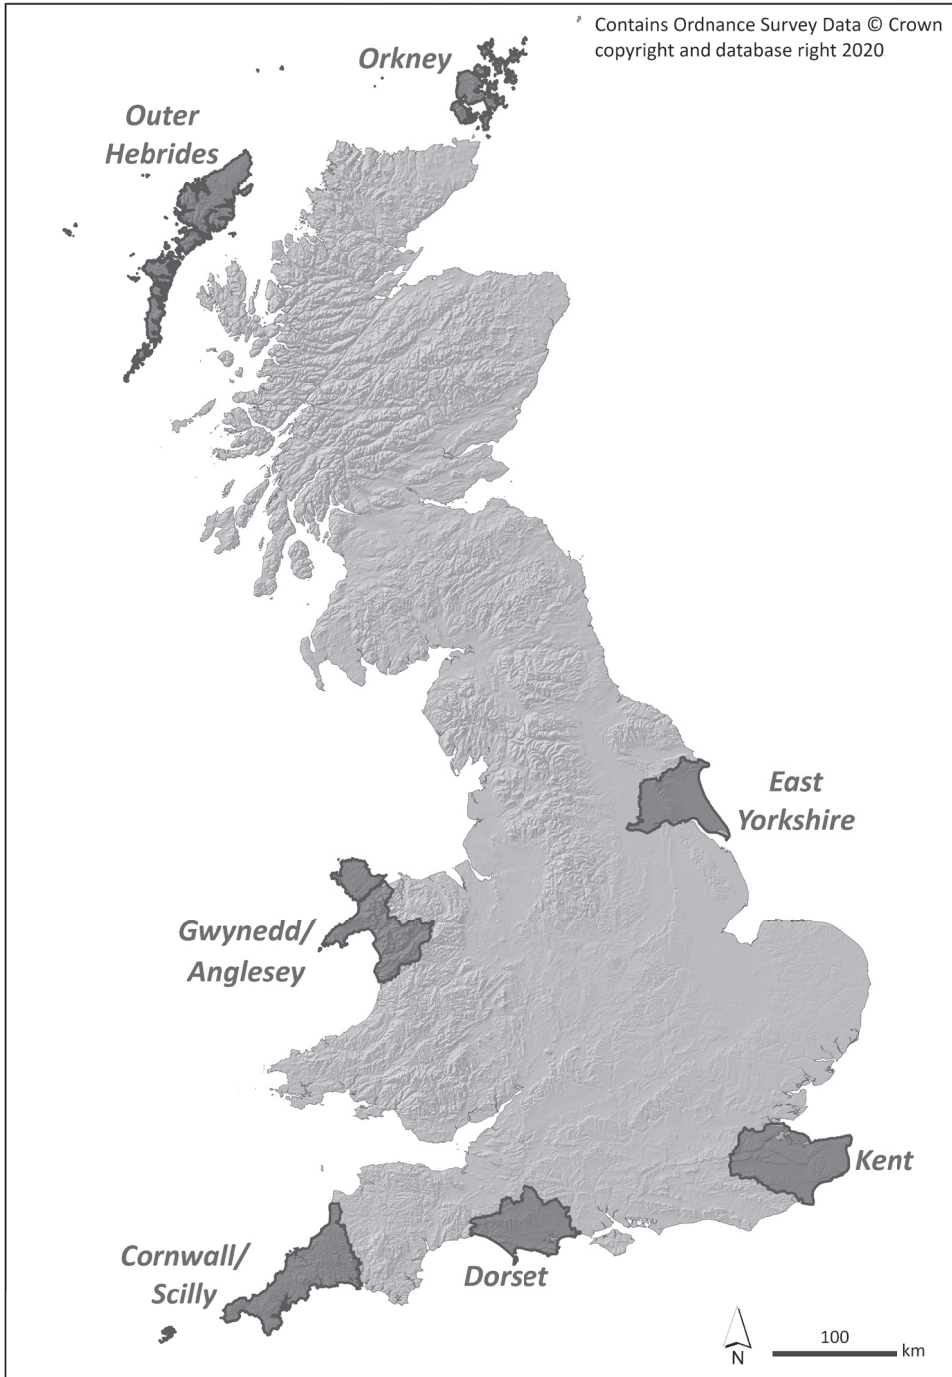 Contains Ordnance Survey Data © Crown
copyright and database right 2020
Orkney
Outer
Hebrides
East
Yorkshire
Gwynedd/
Anglesey
Kent
Cornwall/
Scilly
Dorset
N
100
km